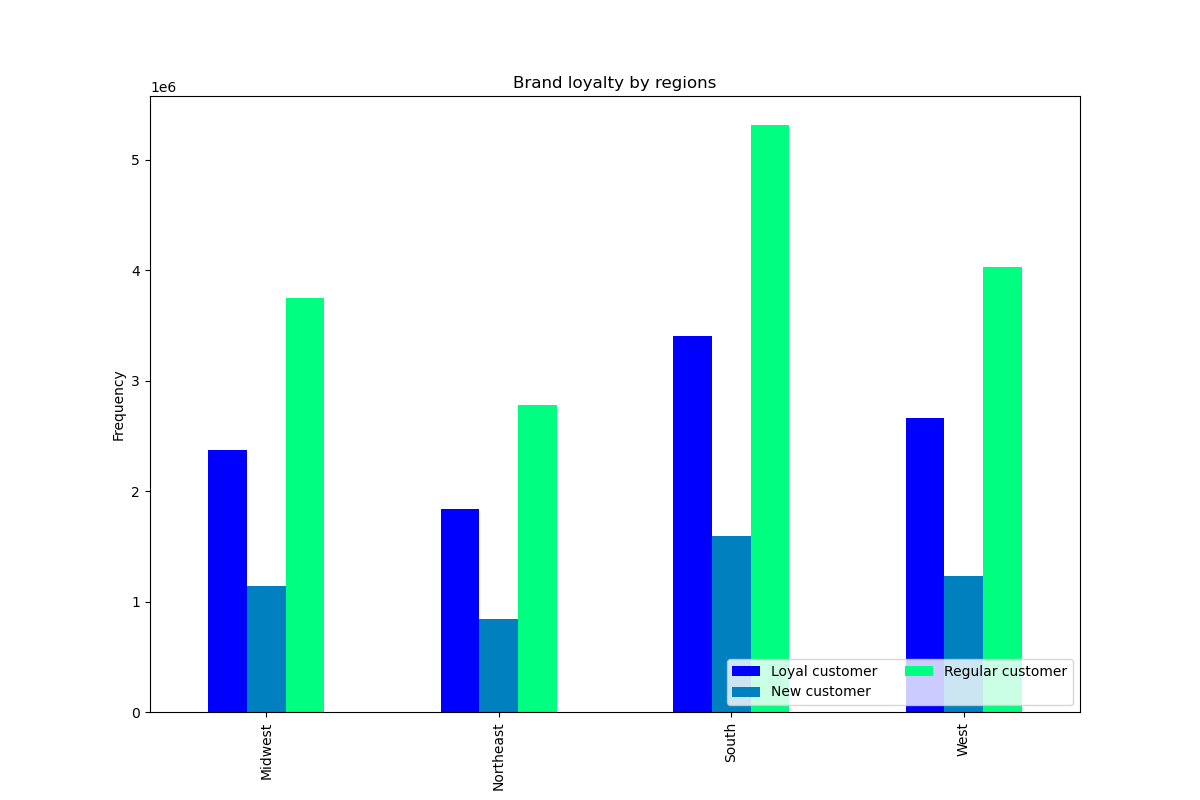 Brand loyalty by regions
1e6
5
4
3
2
1
0
Frequency
Midwest
Northeast
South
West
Loyal customer
New customer
Regular customer